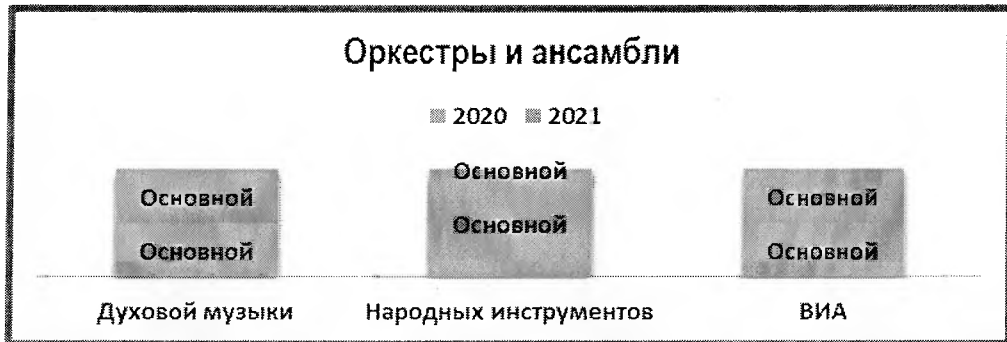 Оркестры и ансамбли
2020 2021
Основной Основной Основной
Основной Основной Основной
Духовой музыки Народных инструментов ВИА